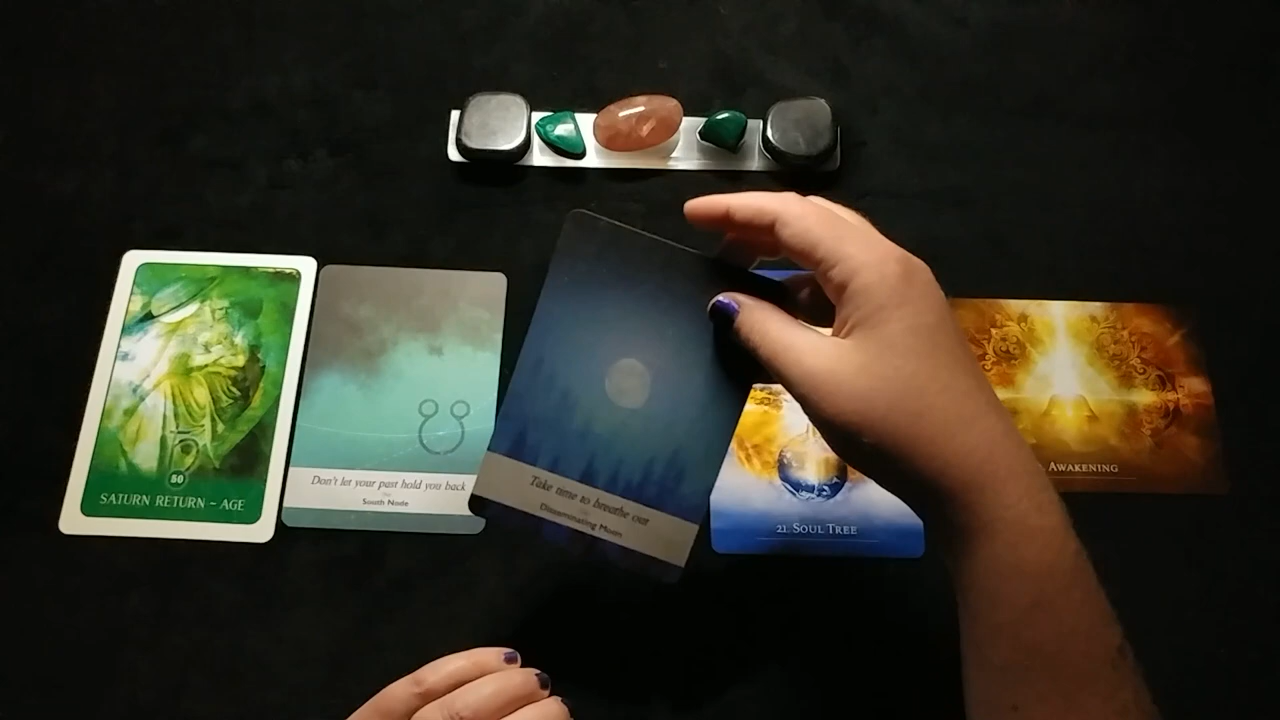 50
SATURN RETURN - AGE
Don't let your past hold you back
South Node
Take time to breathe out
Disseminating Moon
21. SOUL TREE
AWAKENING